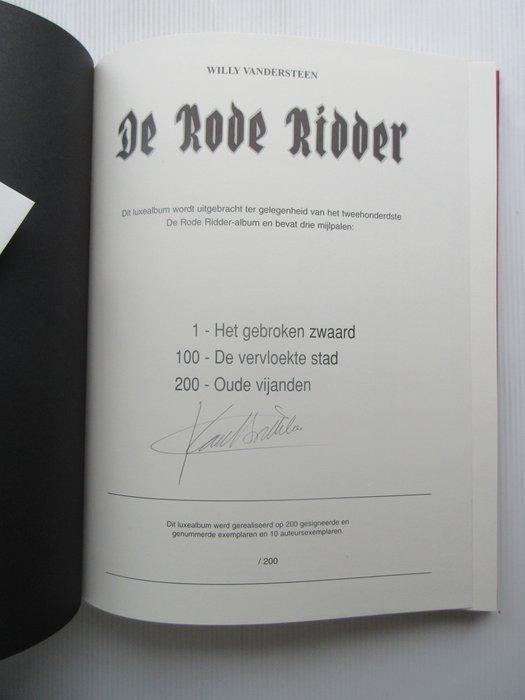 WILLY VANDERSTEEN
De Rode Ridder
Dit luxealbum wordt uitgebracht ter gelegenheid van het tweehonderdste
De Rode Ridder-album en bevat drie mijlpalen:
1 - Het gebroken zwaard
100 - De vervloekte stad
200 - Oude vijanden
Dit luxealbum werd gerealiseerd op 200 gesigneerde en
genummerde exemplaren en 10 auteursexemplaren.
/ 200